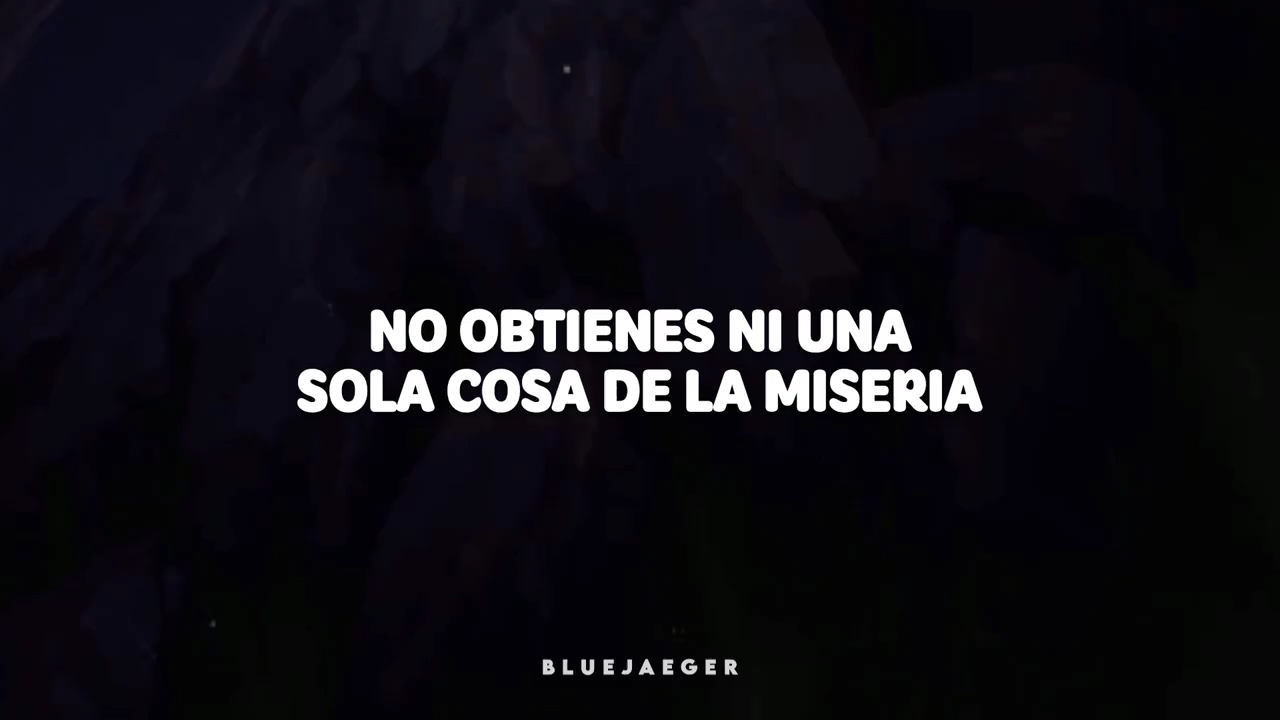 NO OBTIENES NI UNA
SOLA COSA DE LA MISERIA
BLUEJAEGER